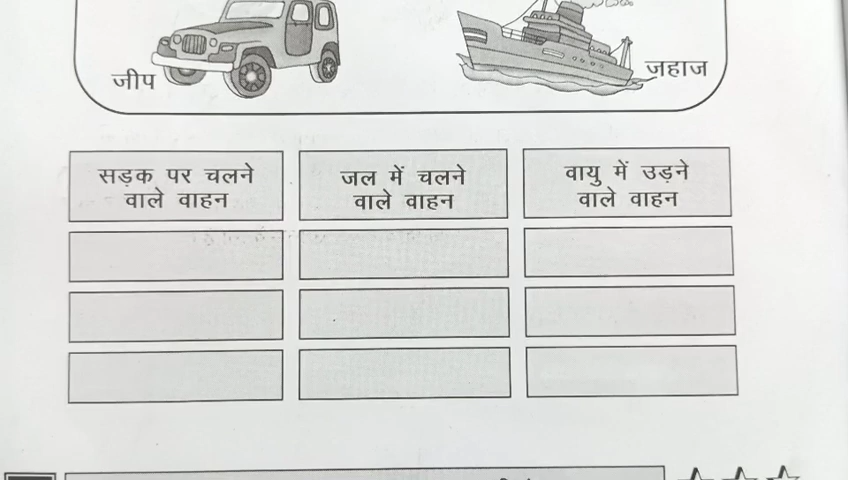 जीप
जहाज
सड़क पर चलने
वाले वाहन
जल में चलने
वाले वाहन
वायु में उड़ने
वाले वाहन